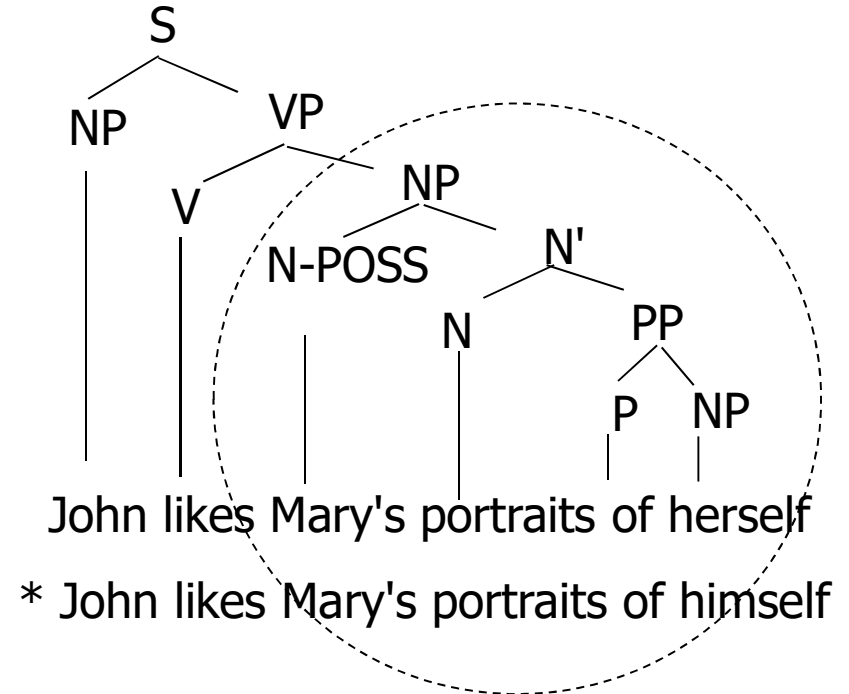 S
NP VP
V NP
N-POSS N'
N PP
P NP
John likes Mary's portraits of herself
* John likes Mary's portraits of himself